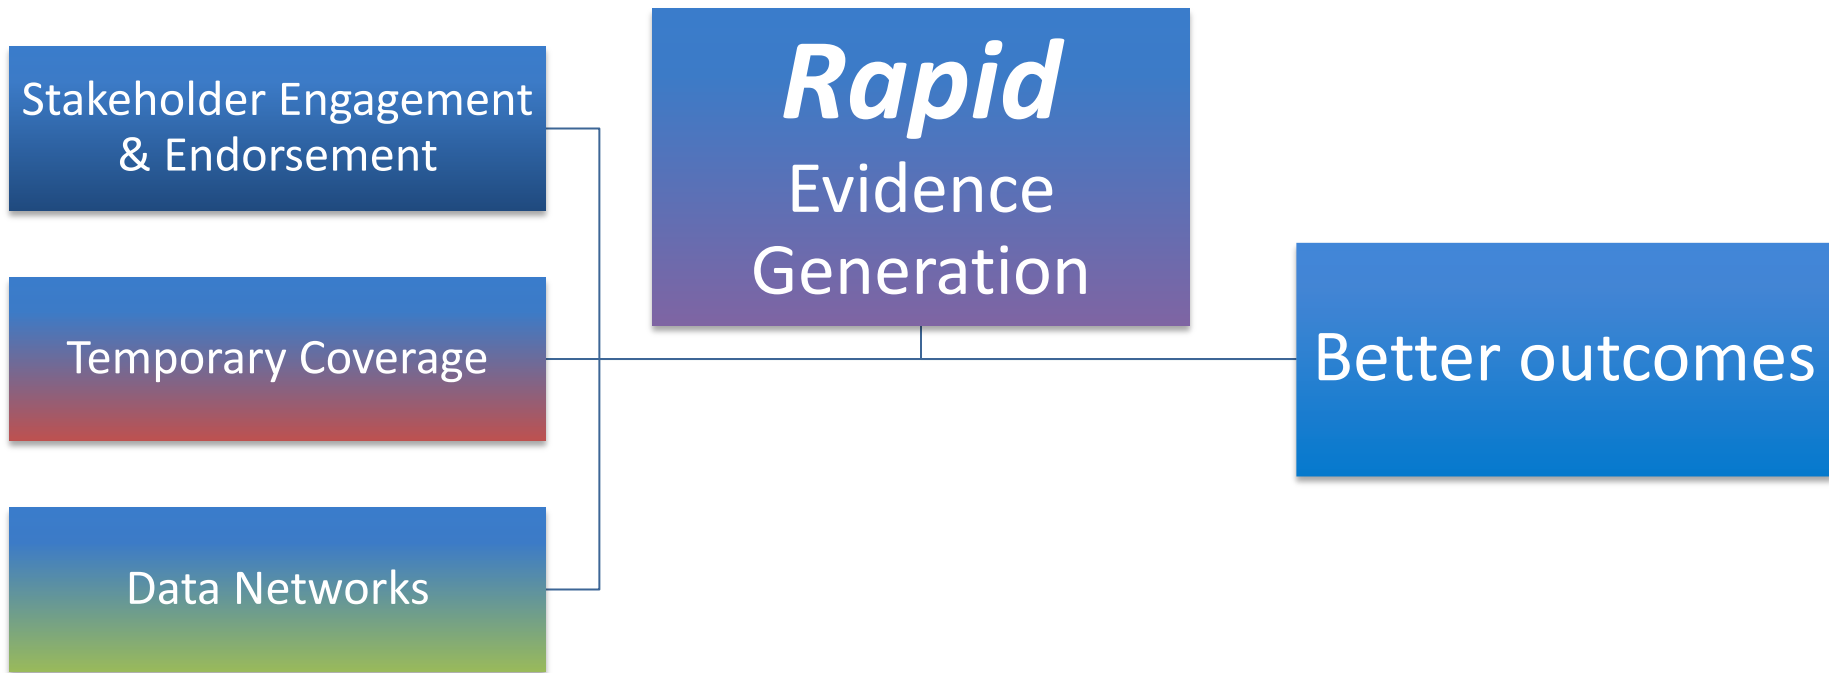 Stakeholder Engagement
& Endorsement
Temporary Coverage
Data Networks
Rapid
Evidence
Generation
Better outcomes